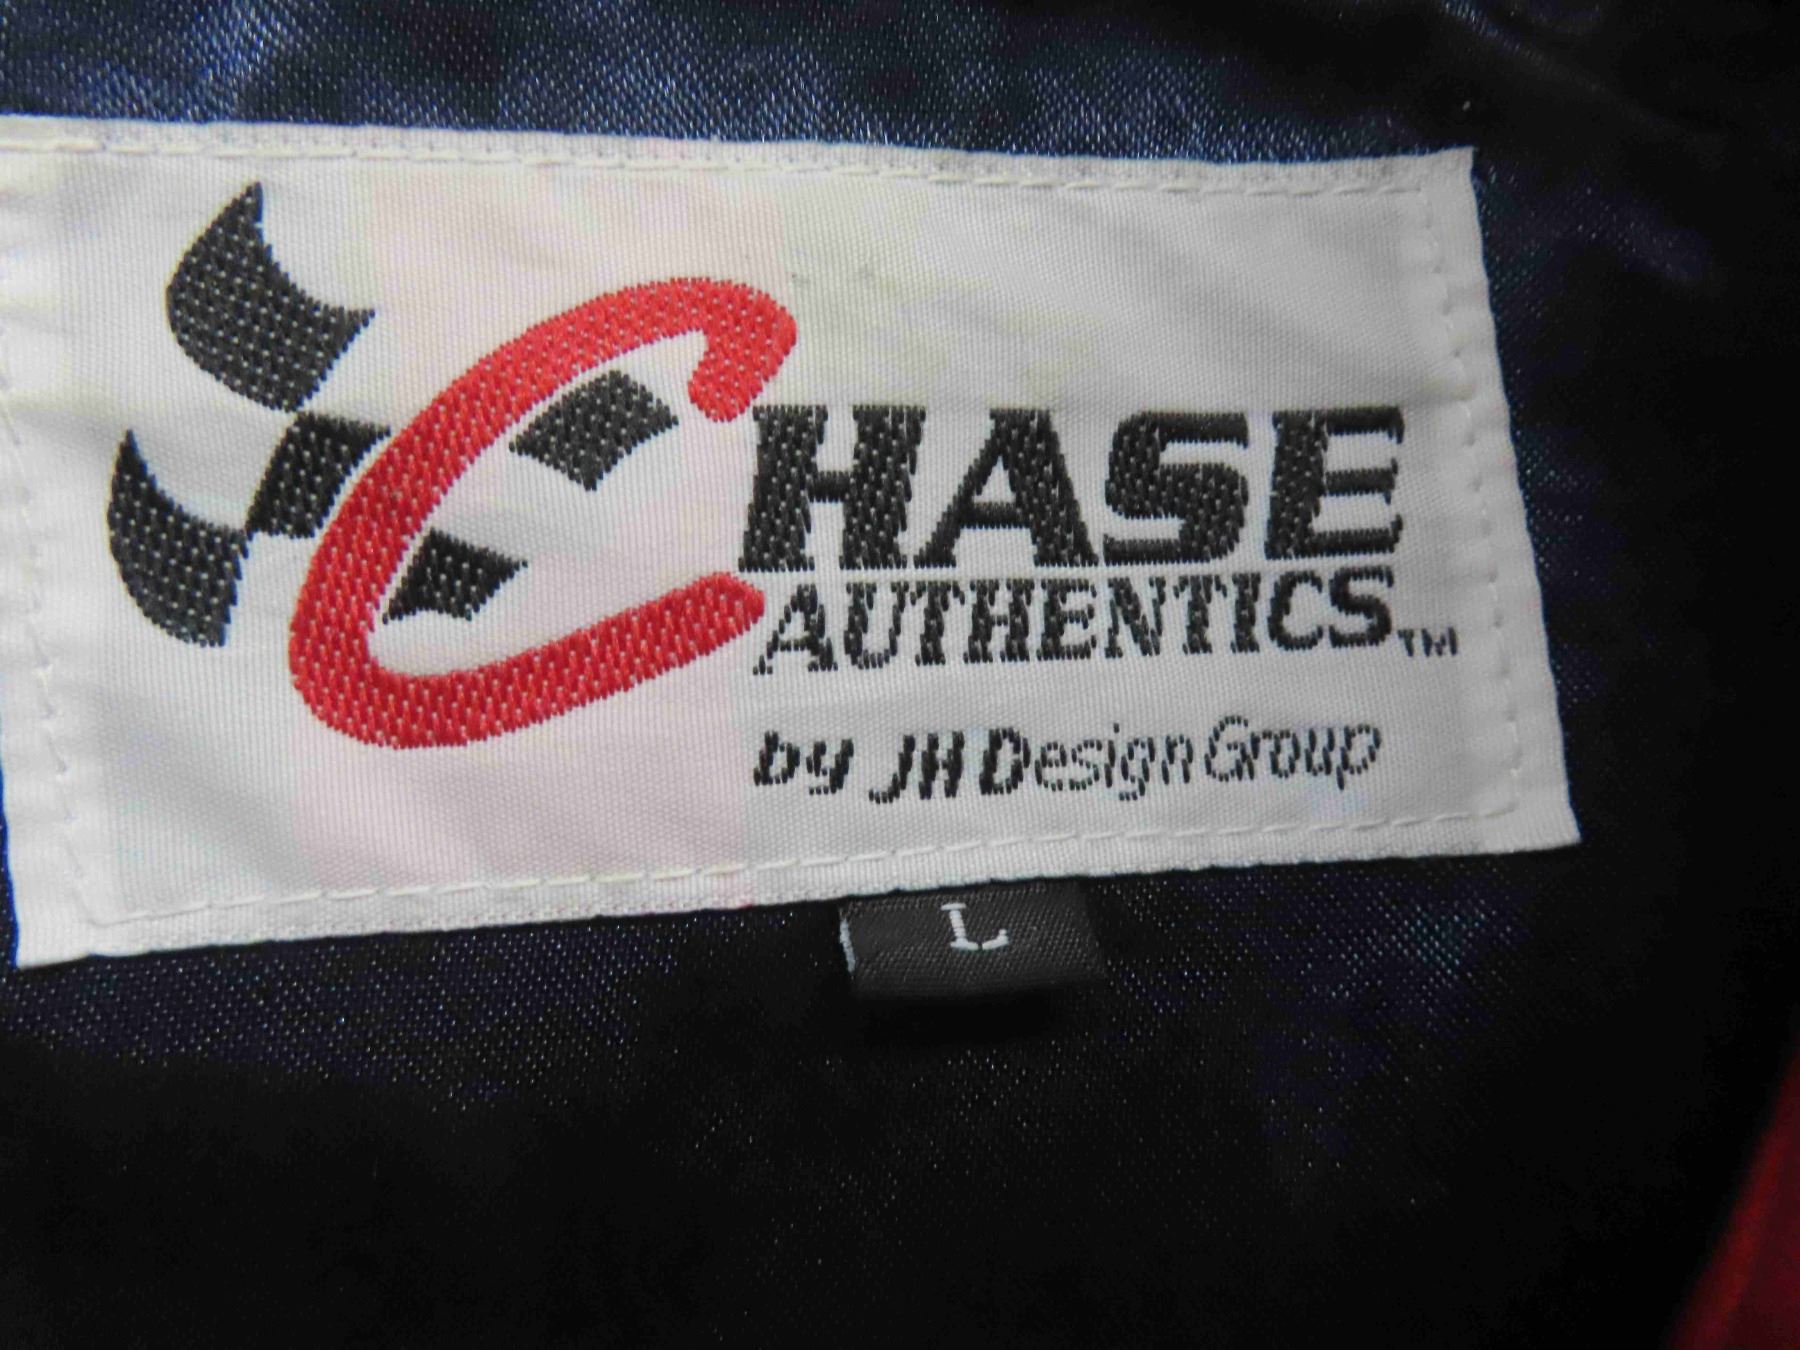 CHASE
AUTHENTICS™
by JH Design Group
L